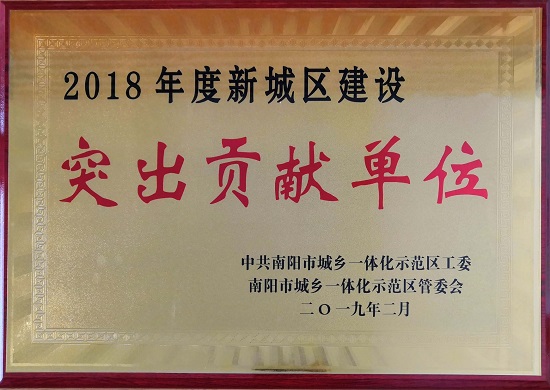 2018年度新城区建设
突出贡献单位
中共南阳市城乡一体化示范区工委
南阳市城乡一体化示范区管委会
二〇一九年二月